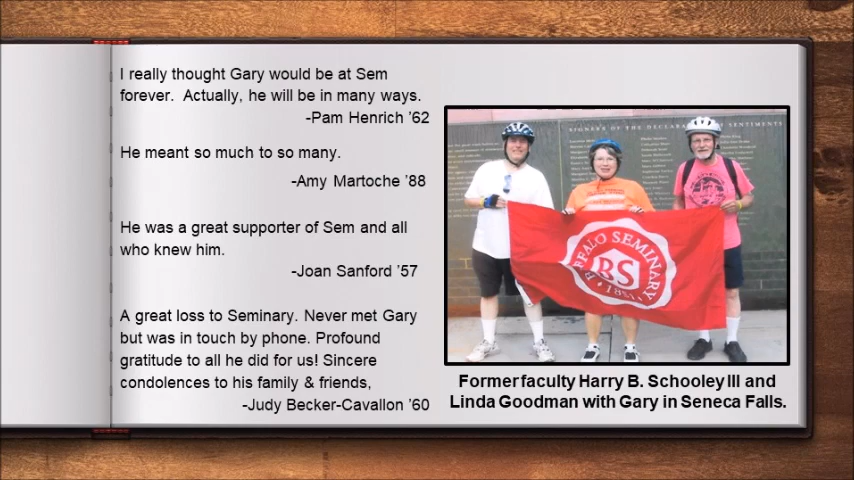 I really thought Gary would be at Sem
forever.  Actually, he will be in many ways.
-Pam Henrich ’62
He meant so much to so many.
-Amy Martoche ’88
He was a great supporter of Sem and all
who knew him.
-Joan Sanford ’57
A great loss to Seminary. Never met Gary
but was in touch by phone. Profound
gratitude to all he did for us! Sincere
condolences to his family & friends,
-Judy Becker-Cavallon ’60
SIGNERS OF THE DECLARATION OF SENTIMENTS
BUFFALO SEMINARY
BS
1851
Former faculty Harry B. Schooley III and
Linda Goodman with Gary in Seneca Falls.